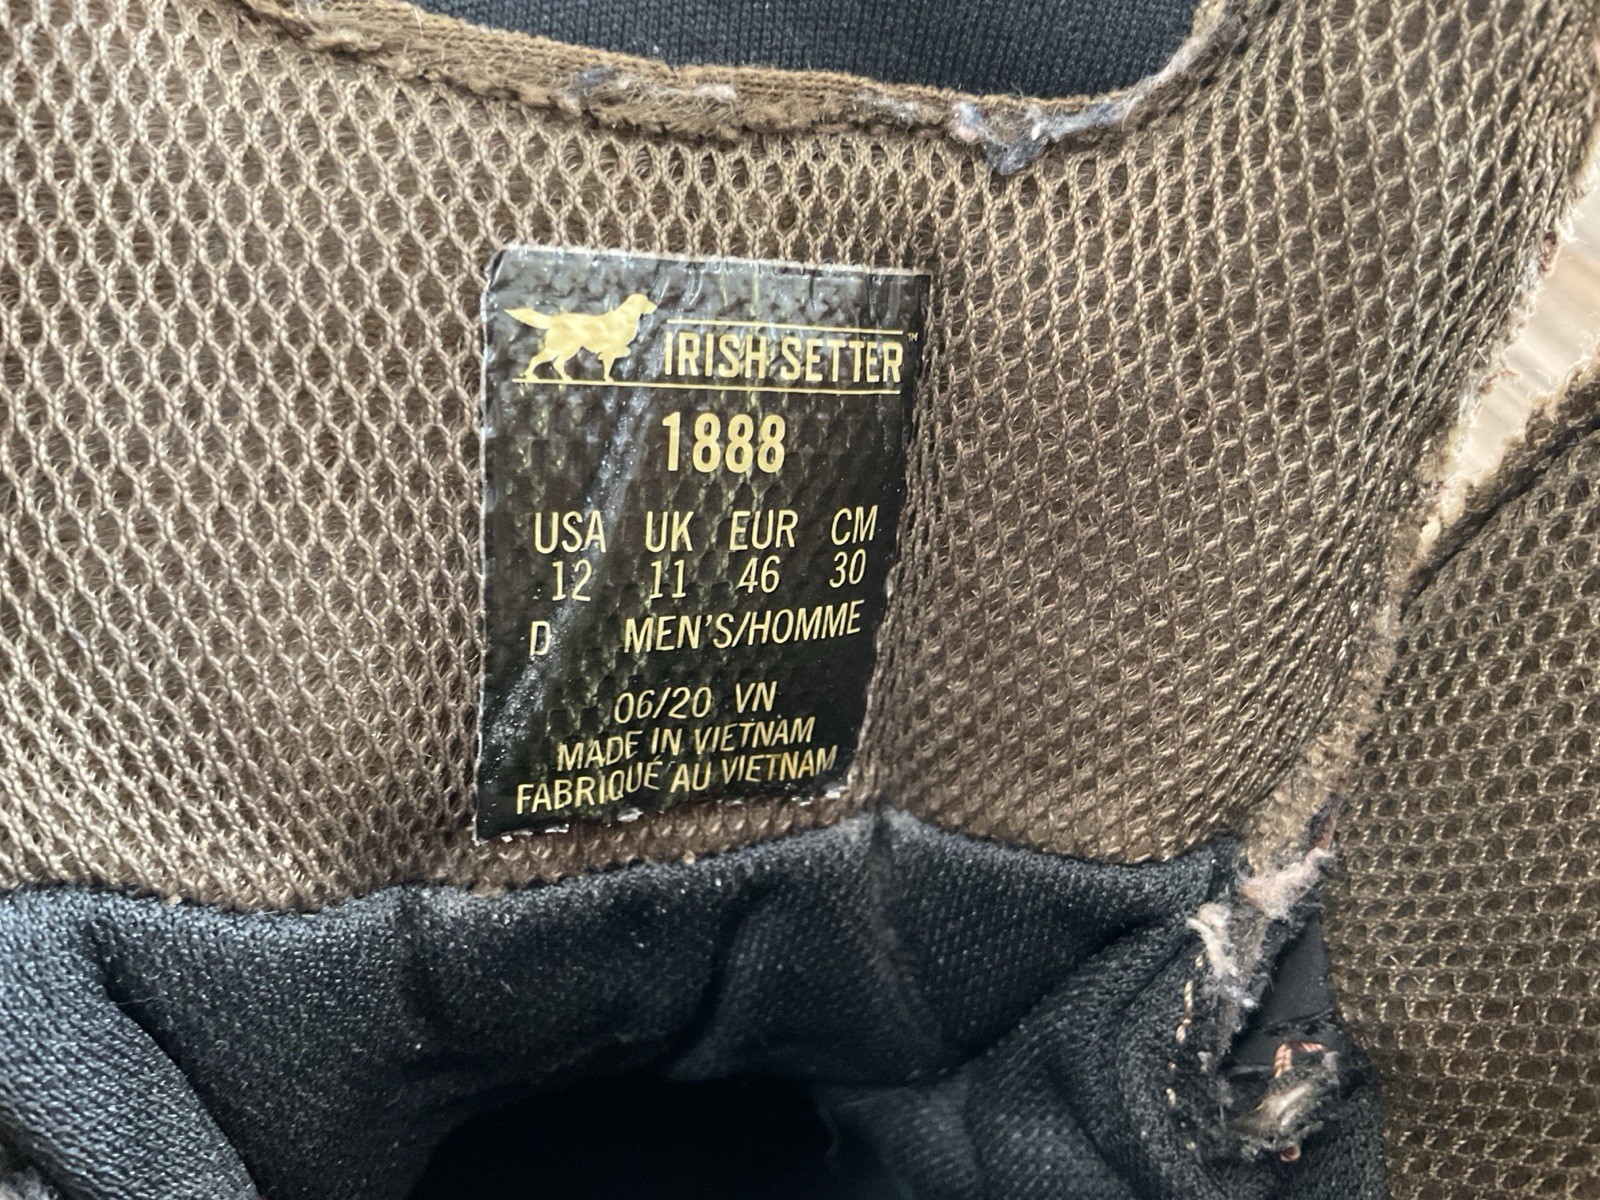 IRISH SETTER™
1888
USA UK EUR CM
12 11 46 30
D MEN'S/HOMME
06/20 VN
MADE IN VIETNAM
FABRIQUÉ AU VIETNAM